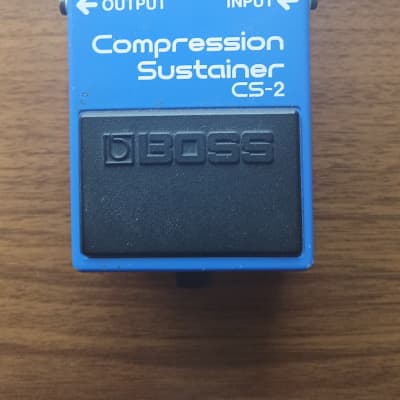 ← OUTPUT INPUT ←
Compression
Sustainer
CS-2
BOSS